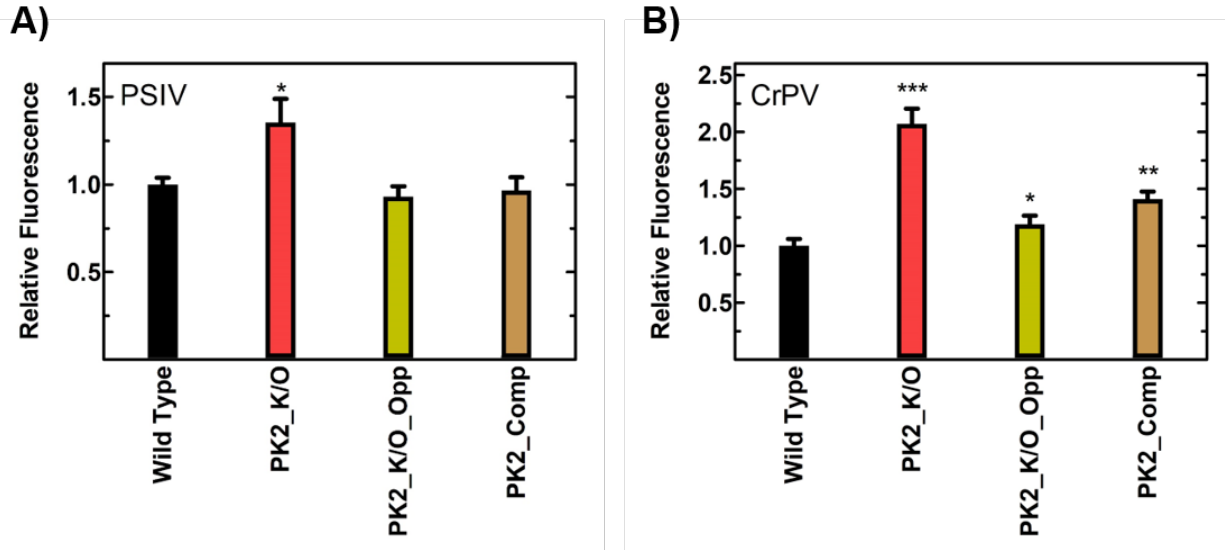 A)
PSIV
*
1.5
1.0
0.5
Relative Fluorescence
Wild Type
PK2_K/O
PK2_K/O_Opp
PK2_Comp
B)
CrPV
***
*
**
2.5
2.0
1.5
1.0
0.5
Relative Fluorescence
Wild Type
PK2_K/O
PK2_K/O_Opp
PK2_Comp